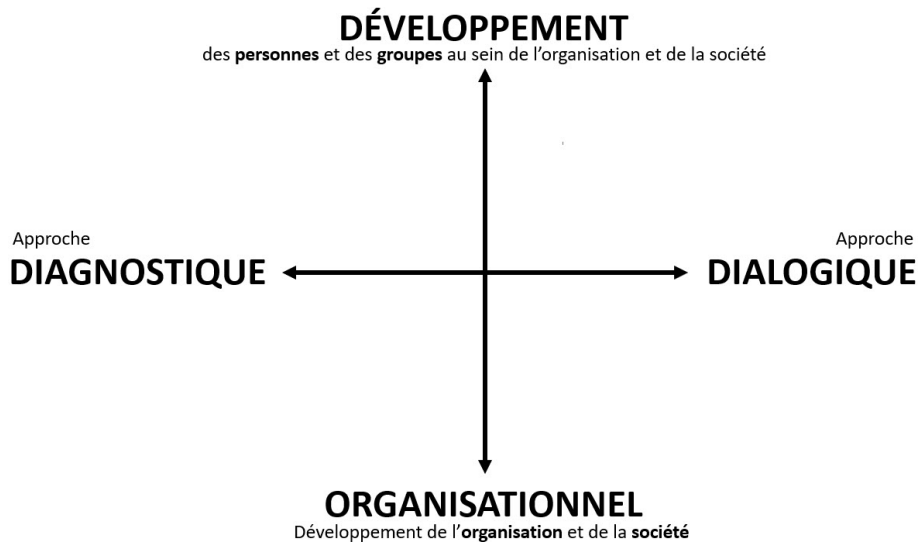 DÉVELOPPEMENT
des personnes et des groupes au sein de l'organisation et de la société
Approche
DIAGNOSTIQUE
Approche
DIALOGIQUE
ORGANISATIONNEL
Développement de l'organisation et de la société